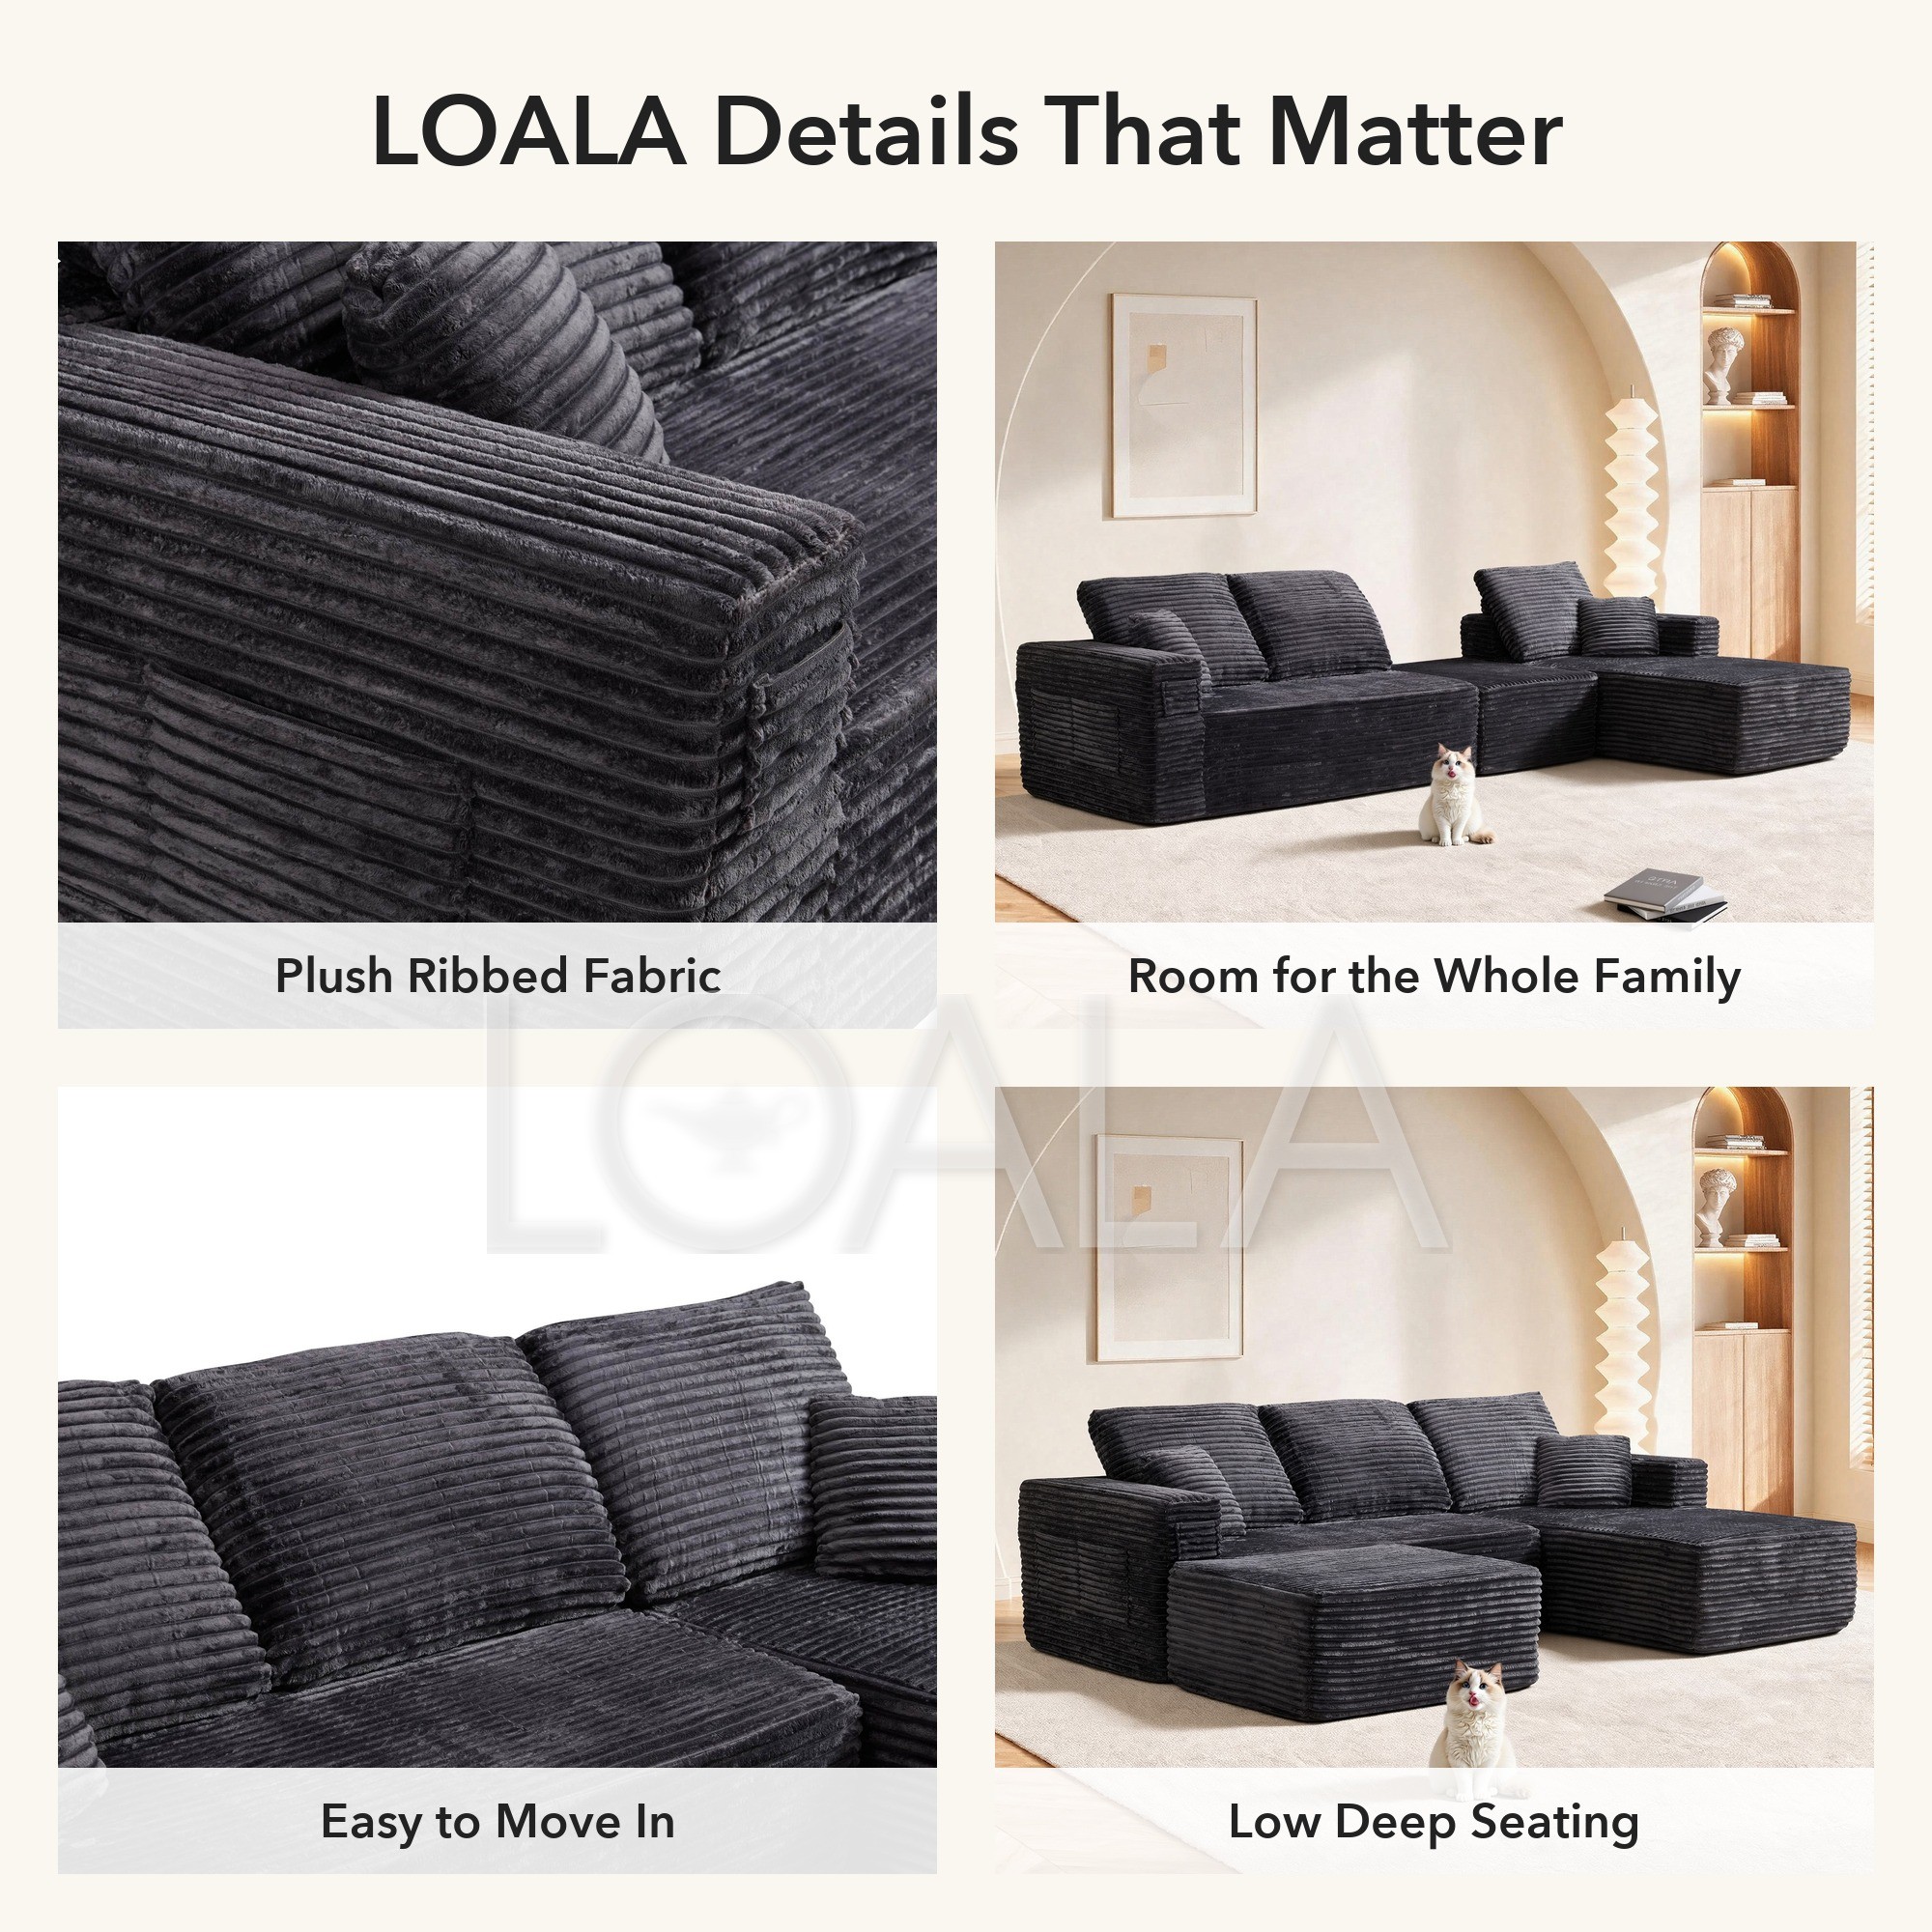 LOALA Details That Matter
Plush Ribbed Fabric
Room for the Whole Family
LOALA
Easy to Move In
Low Deep Seating